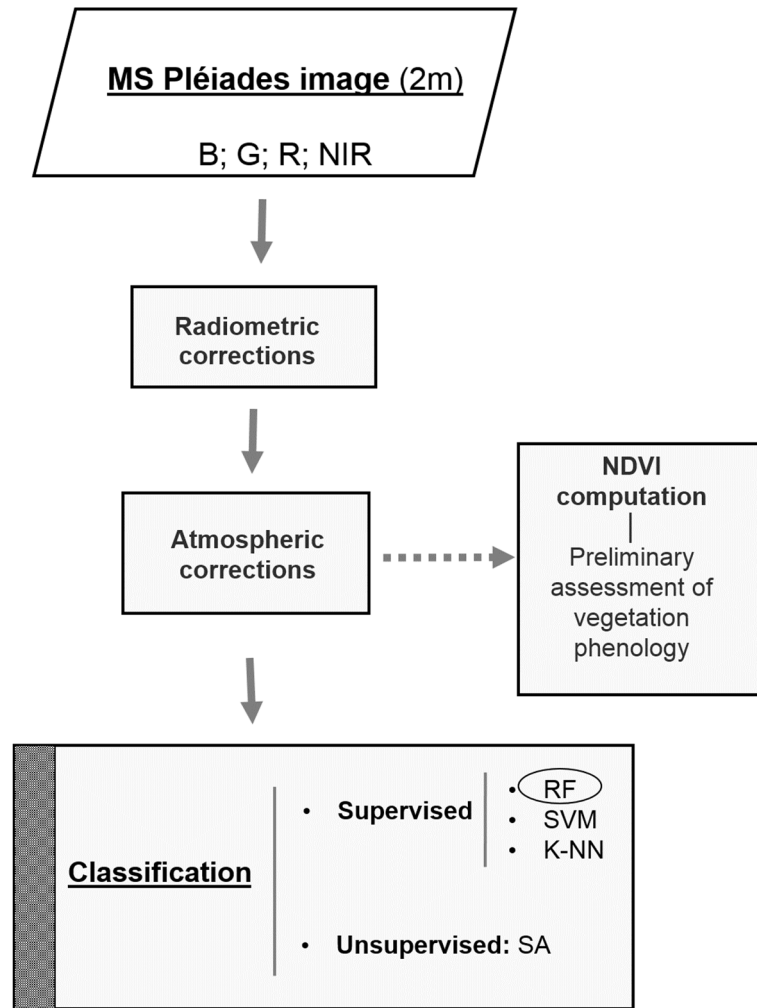 MS Pléiades image (2m)
B; G; R; NIR
Radiometric
corrections
Atmospheric
corrections
NDVI
computation
Preliminary
assessment of
vegetation
phenology
Classification
• Supervised
• RF
• SVM
• K-NN
• Unsupervised: SA